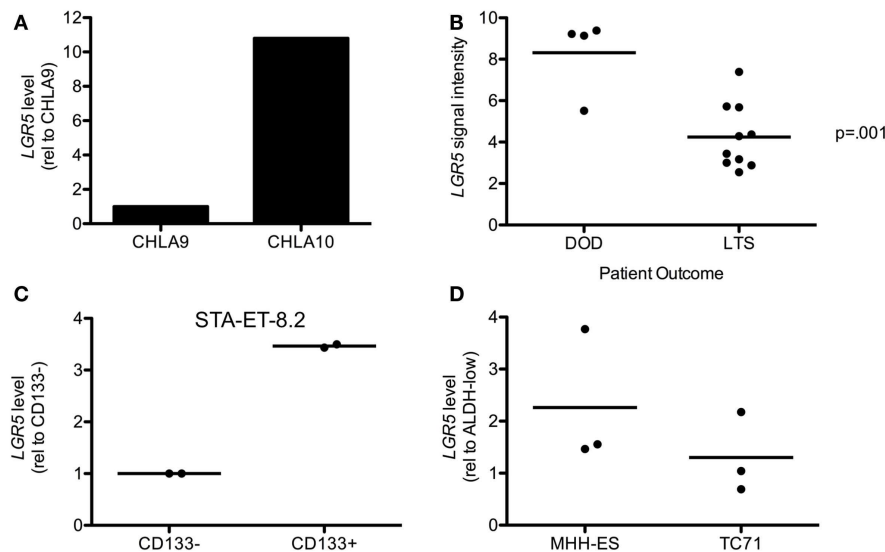 A
12
10
8
6
4
2
0
LGR5 level
(rel to CHLA9)
CHLA9
CHLA10
B
10
8
6
4
2
0
LGR5 signal intensity
DOD
LTS
Patient Outcome
p=.001
C
STA-ET-8.2
4
3
2
1
0
LGR5 level
(rel to CD133-)
CD133-
CD133+
D
4
3
2
1
0
LGR5 level
(rel to ALDH-low)
MHH-ES
TC71